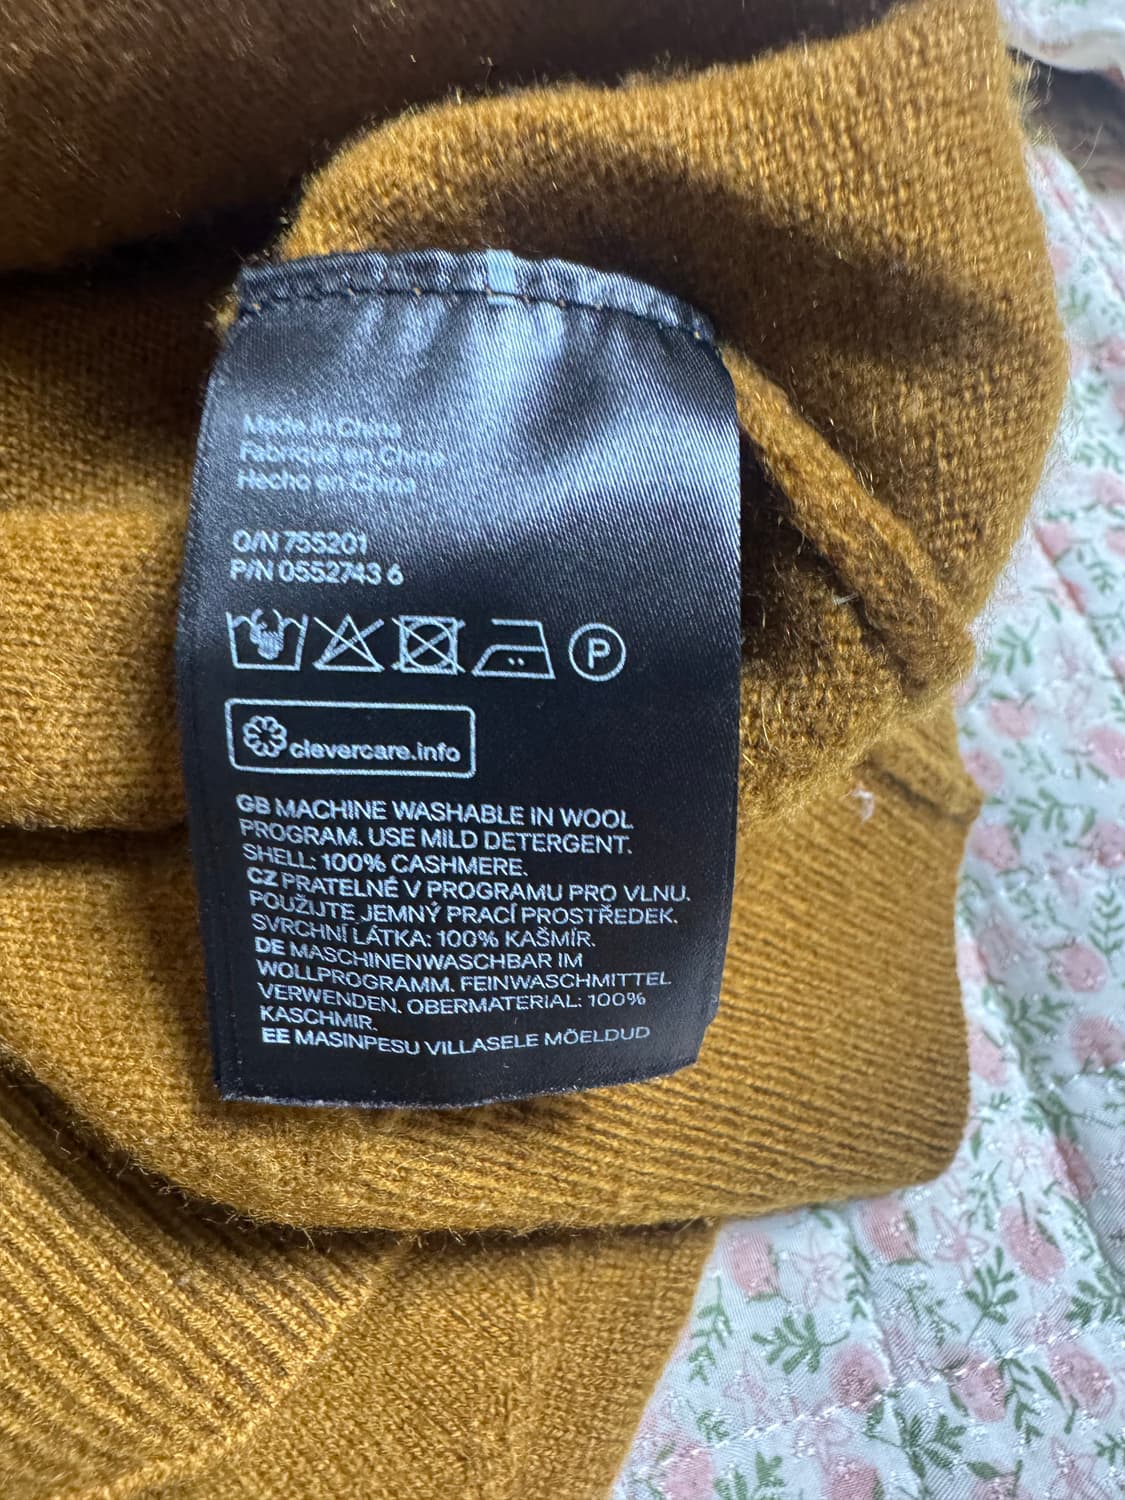 Made in China
Fabriqué en Chine
Hecho en China
O/N 755201
P/N 0552743 6
P
clevercare.info
GB MACHINE WASHABLE IN WOOL
PROGRAM. USE MILD DETERGENT.
SHELL: 100% CASHMERE.
CZ PRATELNÉ V PROGRAMU PRO VLNU.
POUŽIJTE JEMNÝ PRACÍ PROSTŘEDEK.
SVRCHNÍ LÁTKA: 100% KAŠMÍR.
DE MASCHINENWASCHBAR IM
WOLLPROGRAMM. FEINWASCHMITTEL
VERWENDEN. OBERMATERIAL: 100%
KASCHMIR.
EE MASINPESU VILLASELE MÕELDUD